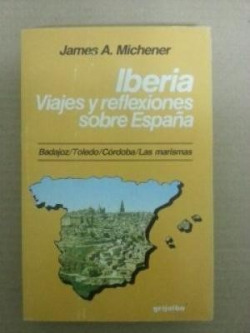 James A. Michener
Iberia
Viajes y reflexiones
sobre España
Badajoz/Toledo/Córdoba/Las marismas
grijalbo